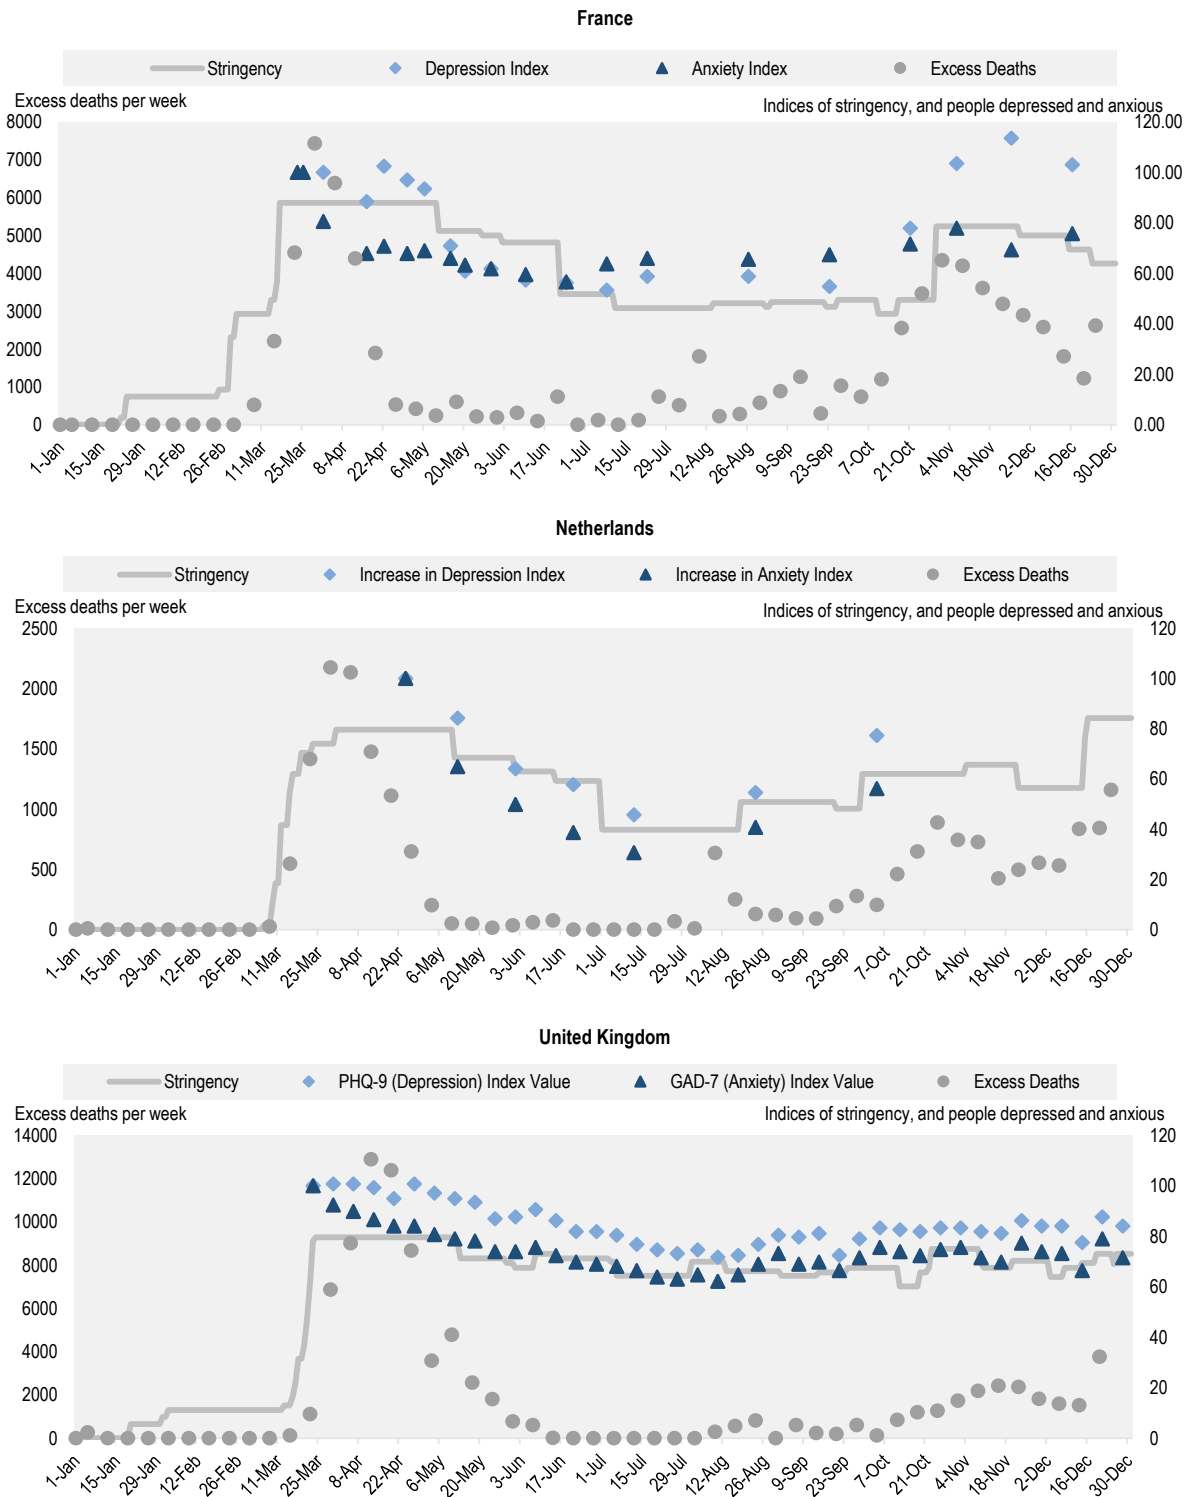 France
Stringency Depression Index Anxiety Index Excess Deaths
Excess deaths per week Indices of stringency, and people depressed and anxious
8000 120.00
7000 100.00
6000 80.00
5000 60.00
4000 40.00
3000 20.00
2000 0.00
1000
0
1-Jan 15-Jan 29-Jan 12-Feb 26-Feb 11-Mar 25-Mar 8-Apr 22-Apr 6-May 20-May 3-Jun 17-Jun 1-Jul 15-Jul 29-Jul 12-Aug 26-Aug 9-Sep 23-Sep 7-Oct 21-Oct 4-Nov 18-Nov 2-Dec 16-Dec 30-Dec
Netherlands
Stringency Increase in Depression Index Increase in Anxiety Index Excess Deaths
Excess deaths per week Indices of stringency, and people depressed and anxious
2500 120
2000 100
1500 80
1000 60
500 40
0 20
0
1-Jan 15-Jan 29-Jan 12-Feb 26-Feb 11-Mar 25-Mar 8-Apr 22-Apr 6-May 20-May 3-Jun 17-Jun 1-Jul 15-Jul 29-Jul 12-Aug 26-Aug 9-Sep 23-Sep 7-Oct 21-Oct 4-Nov 18-Nov 2-Dec 16-Dec 30-Dec
United Kingdom
Stringency PHQ-9 (Depression) Index Value GAD-7 (Anxiety) Index Value Excess Deaths
Excess deaths per week Indices of stringency, and people depressed and anxious
14000 120
12000 100
10000 80
8000 60
6000 40
4000 20
2000 0
0
1-Jan 15-Jan 29-Jan 12-Feb 26-Feb 11-Mar 25-Mar 8-Apr 22-Apr 6-May 20-May 3-Jun 17-Jun 1-Jul 15-Jul 29-Jul 12-Aug 26-Aug 9-Sep 23-Sep 7-Oct 21-Oct 4-Nov 18-Nov 2-Dec 16-Dec 30-Dec